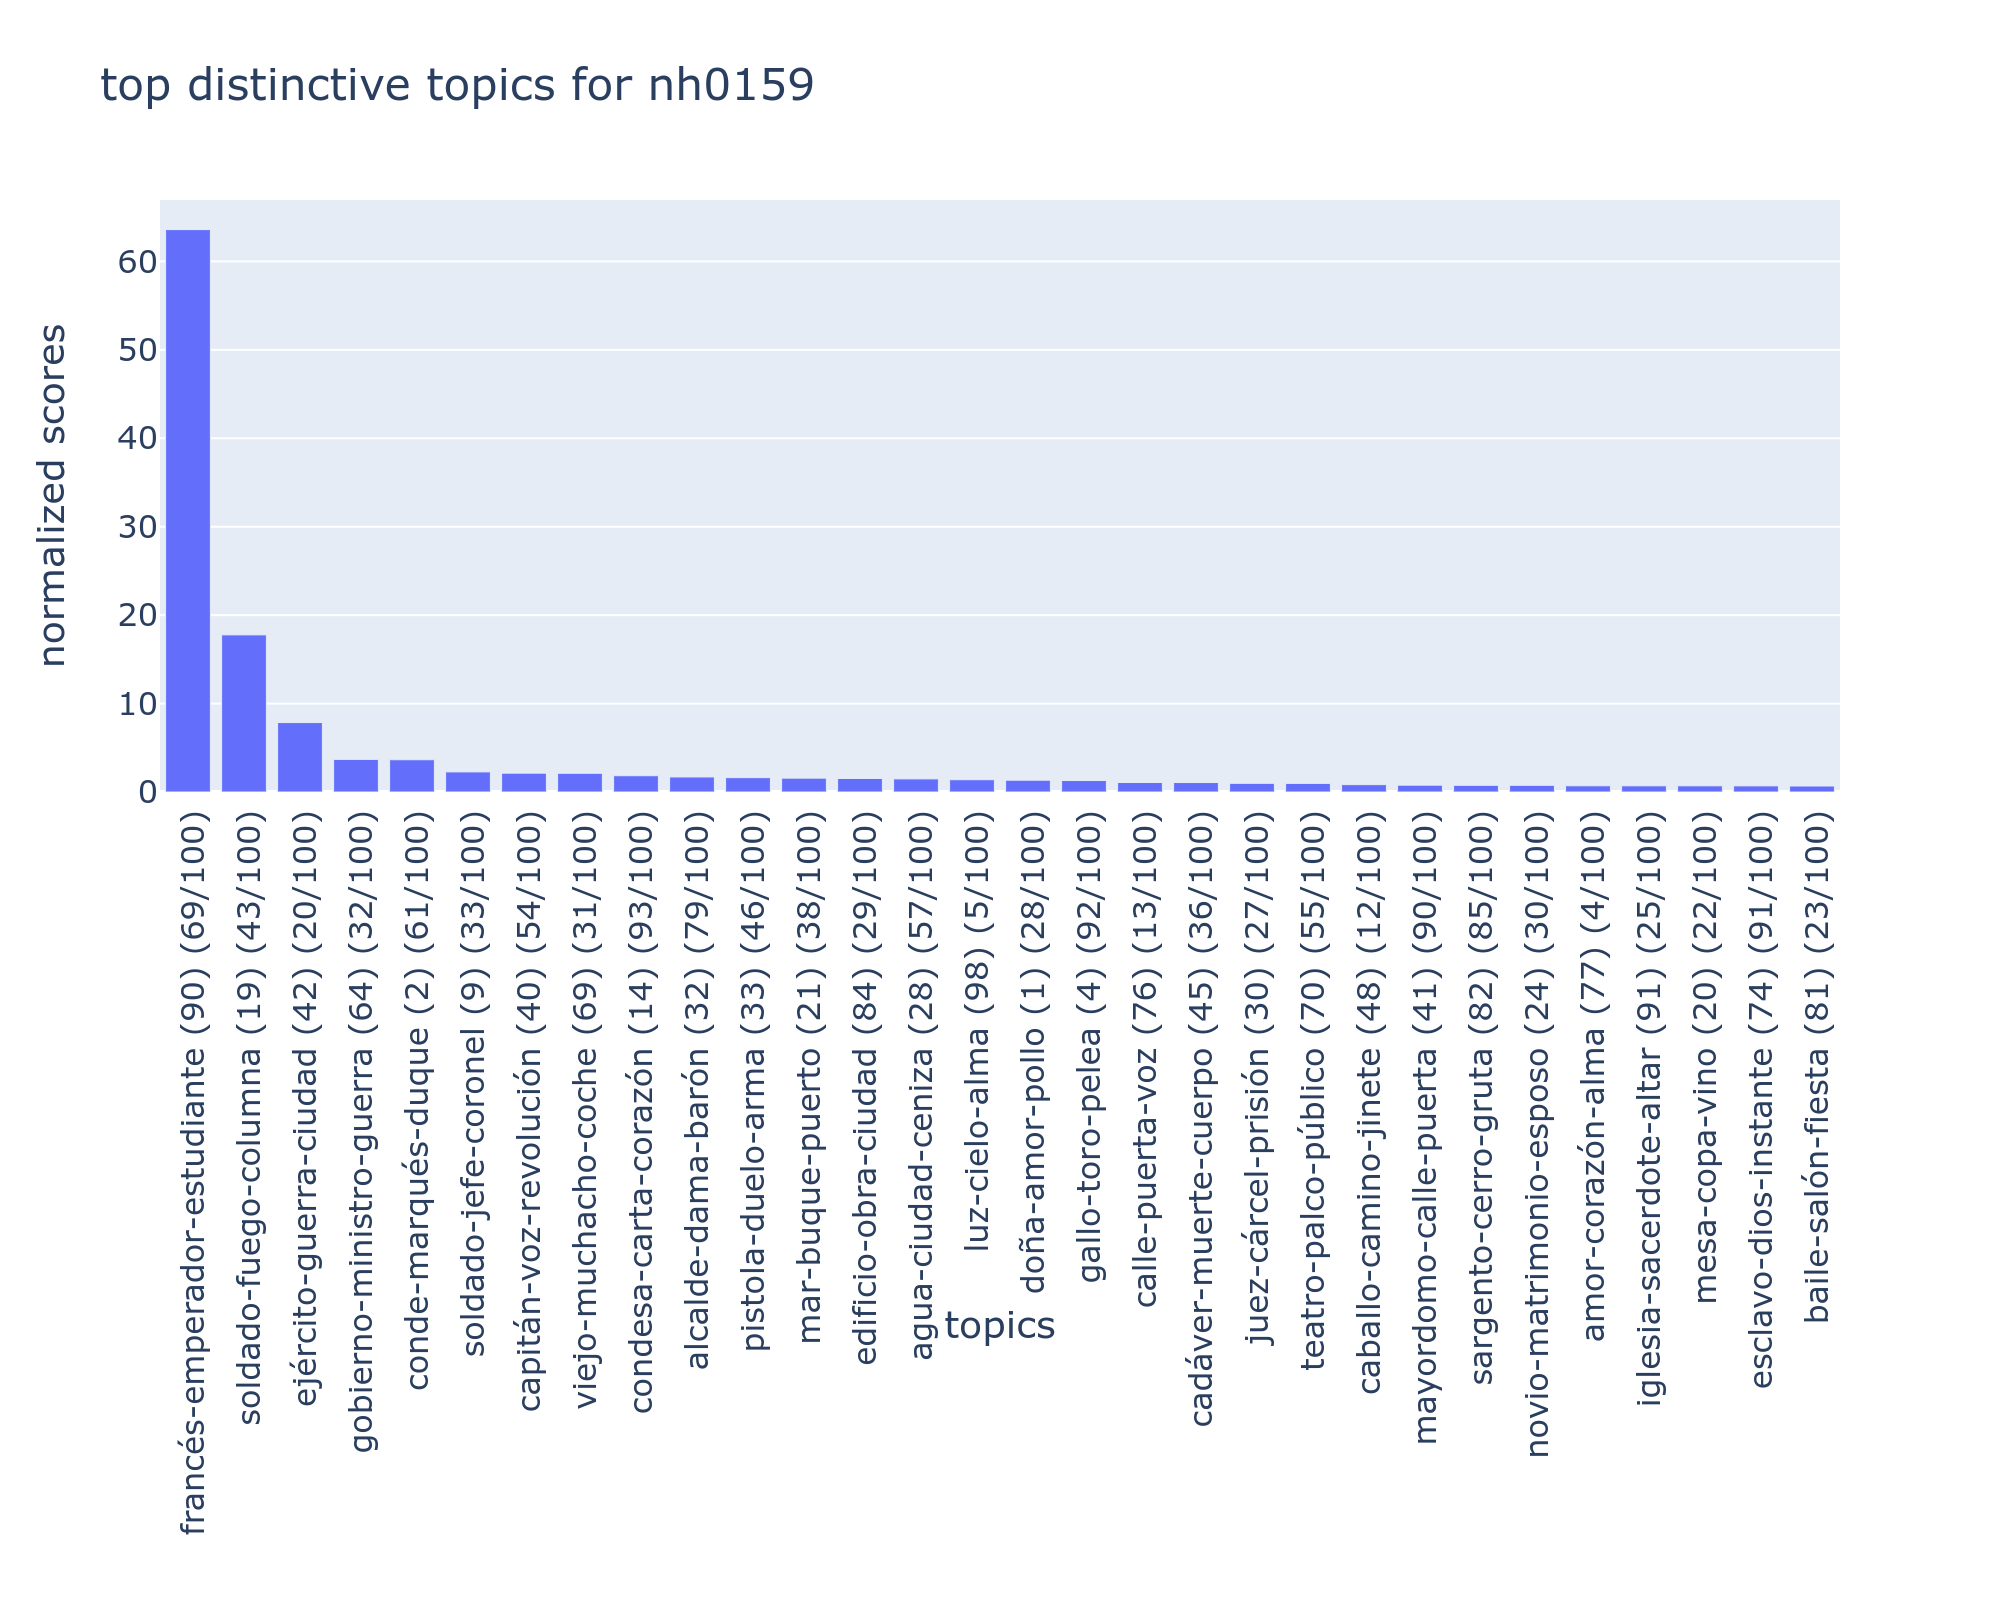 top distinctive topics for nh0159
normalized scores
60
50
40
30
20
10
0
francés-emperador-estudiante (90) (69/100)
soldado-fuego-columna (19) (43/100)
ejército-guerra-ciudad (42) (20/100)
gobierno-ministro-guerra (64) (32/100)
conde-marqués-duque (2) (61/100)
soldado-jefe-coronel (9) (33/100)
capitán-voz-revolución (40) (54/100)
viejo-muchacho-coche (69) (31/100)
condesa-carta-corazón (14) (93/100)
alcalde-dama-barón (32) (79/100)
pistola-duelo-arma (33) (46/100)
mar-buque-puerto (21) (38/100)
edificio-obra-ciudad (84) (29/100)
agua-ciudad-ceniza (28) (57/100)
luz-cielo-alma (98) (5/100)
doña-amor-pollo (1) (28/100)
gallo-toro-pelea (4) (92/100)
calle-puerta-voz (76) (13/100)
cadáver-muerte-cuerpo (45) (36/100)
juez-cárcel-prisión (30) (27/100)
teatro-palco-público (70) (55/100)
caballo-camino-jinete (48) (12/100)
mayordomo-calle-puerta (41) (90/100)
sargento-cerro-gruta (82) (85/100)
novio-matrimonio-esposo (24) (30/100)
amor-corazón-alma (77) (4/100)
iglesia-sacerdote-altar (91) (25/100)
mesa-copa-vino (20) (22/100)
esclavo-dios-instante (74) (91/100)
baile-salón-fiesta (81) (23/100)
topics